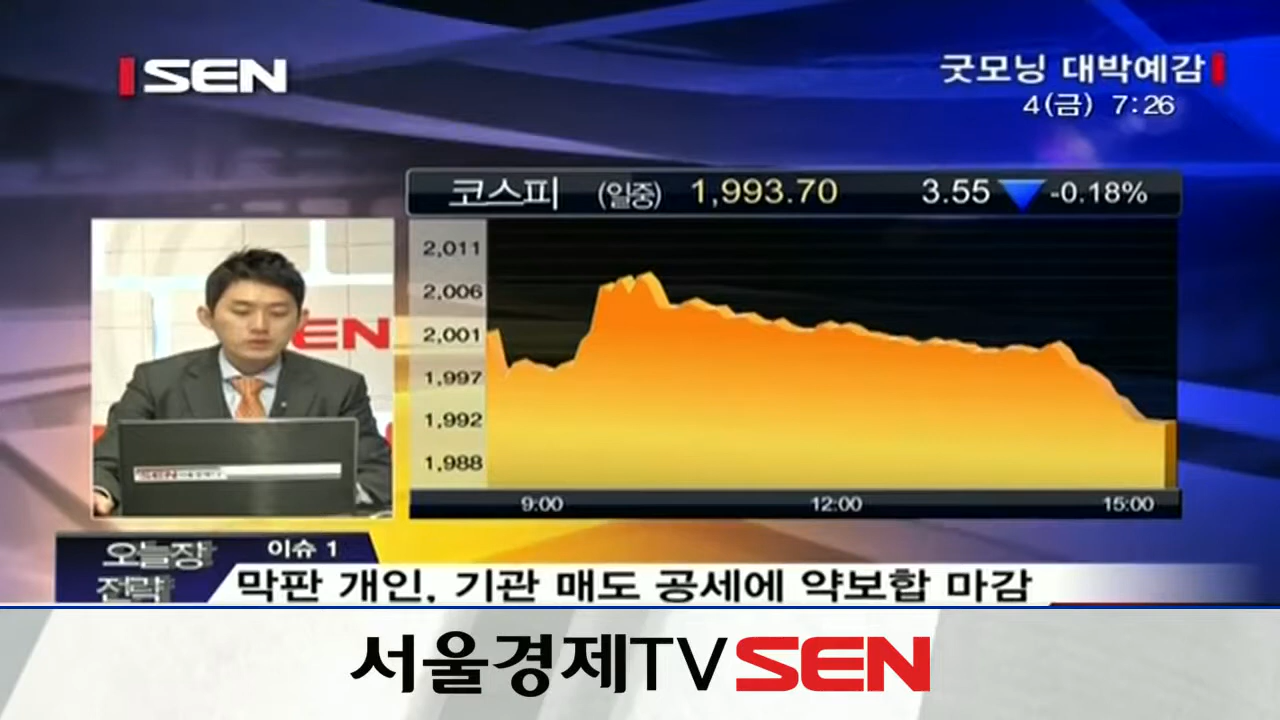 SEN
굿모닝 대박예감
4(금) 7:26
코스피 (일중) 1,993.70 3.55 -0.18%
2,011
2,006
2,001
1,997
1,992
1,988
9:00 12:00 15:00
SEN
오늘장 전략
이슈 1
막판 개인, 기관 매도 공세에 약보합 마감
서울경제TV SEN